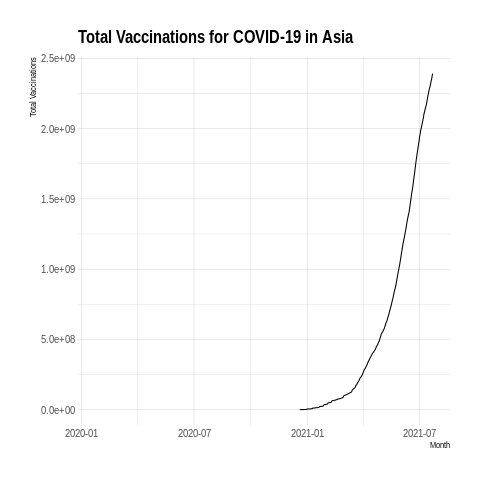 Total Vaccinations for COVID-19 in Asia
Total Vaccinations
2.5e+09
2.0e+09
1.5e+09
1.0e+09
5.0e+08
0.0e+00
2020-01
2020-07
2021-01
2021-07
Month